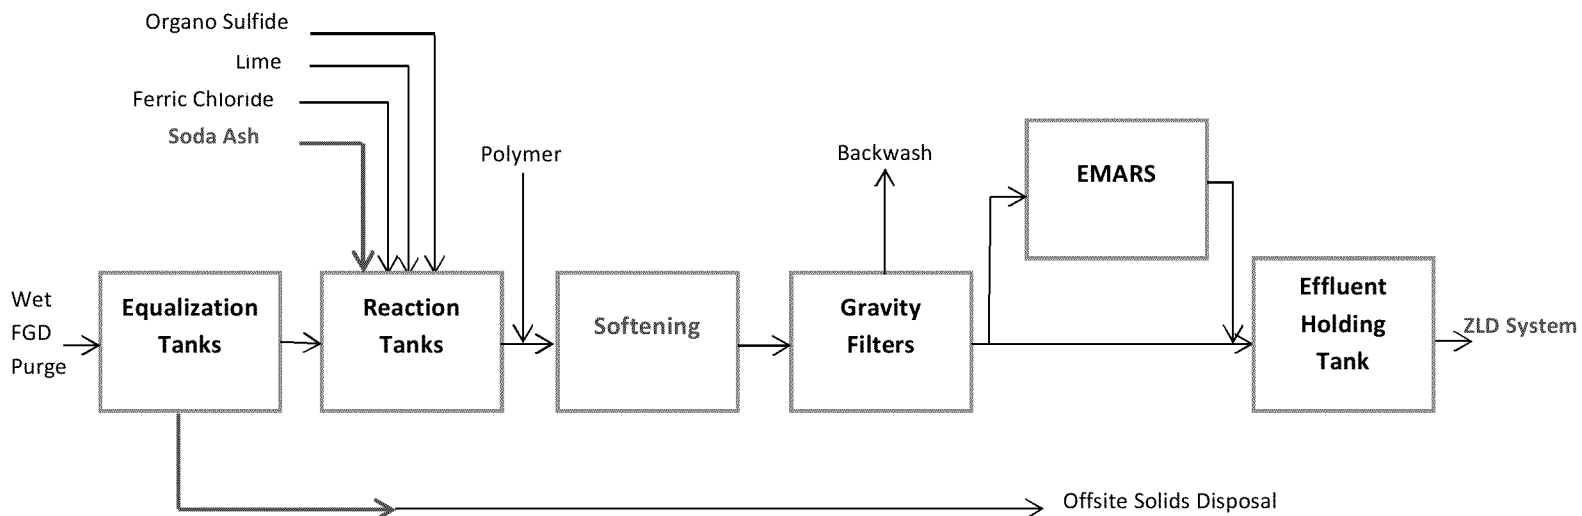 Organo Sulfide
Lime
Ferric Chloride
Soda Ash
Polymer
Backwash
EMARS
Wet
FGD
Purge
Equalization
Tanks
Reaction
Tanks
Softening
Gravity
Filters
Effluent
Holding
Tank
ZLD System
Offsite Solids Disposal